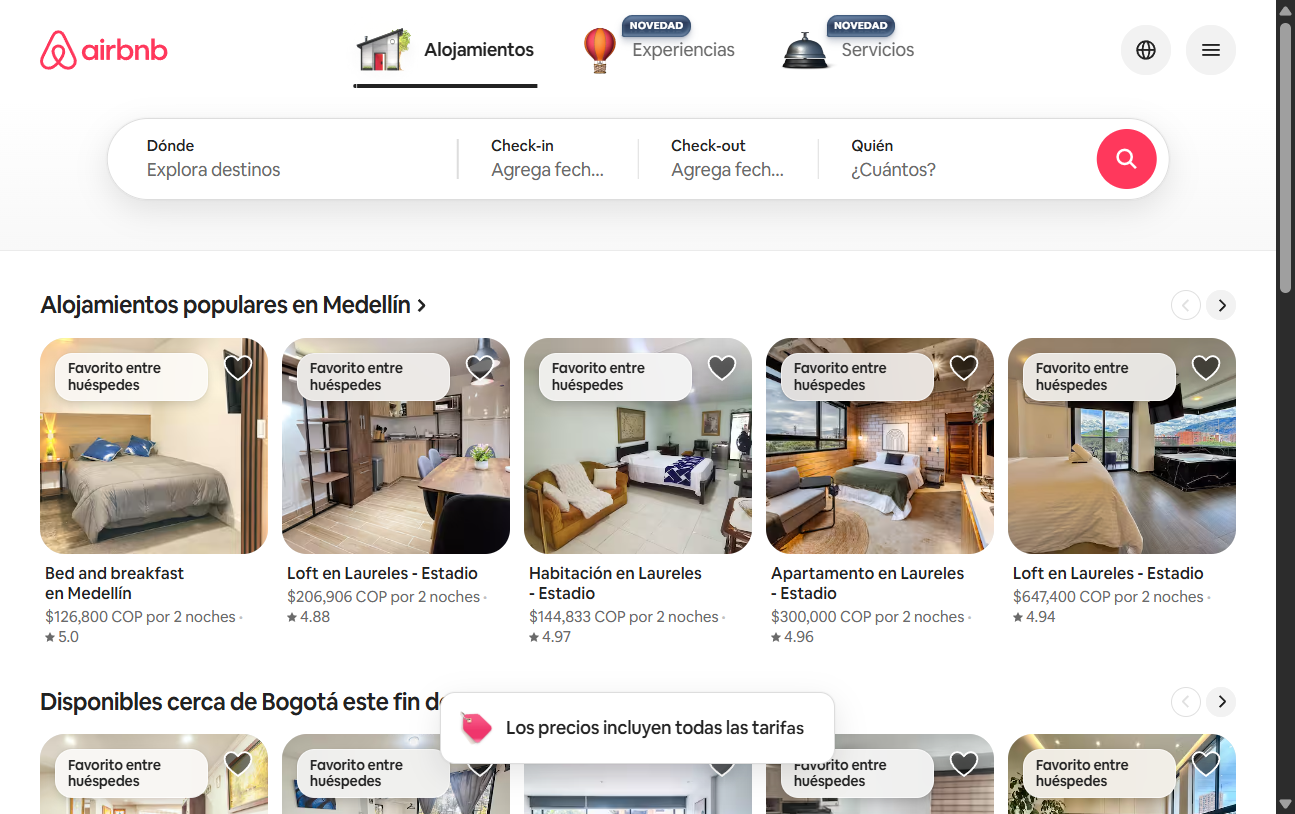 airbnb
Alojamientos
NOVEDAD
Experiencias
NOVEDAD
Servicios
Dónde
Explora destinos
Check-in
Agrega fech...
Check-out
Agrega fech...
Quién
¿Cuántos?
Alojamientos populares en Medellín
Favorito entre
huéspedes
Favorito entre
huéspedes
Favorito entre
huéspedes
Favorito entre
huéspedes
Favorito entre
huéspedes
Bed and breakfast
en Medellín
$126,800 COP por 2 noches ·
★ 5.0
Loft en Laureles - Estadio
$206,906 COP por 2 noches ·
★ 4.88
Habitación en Laureles
- Estadio
$144,833 COP por 2 noches ·
★ 4.97
Apartamento en Laureles
- Estadio
$300,000 COP por 2 noches ·
★ 4.96
Loft en Laureles - Estadio
$647,400 COP por 2 noches ·
★ 4.94
Disponibles cerca de Bogotá este fin
Los precios incluyen todas las tarifas
Favorito entre
huéspedes
Favorito entre
huéspedes
Favorito entre
huéspedes
Favorito entre
huéspedes